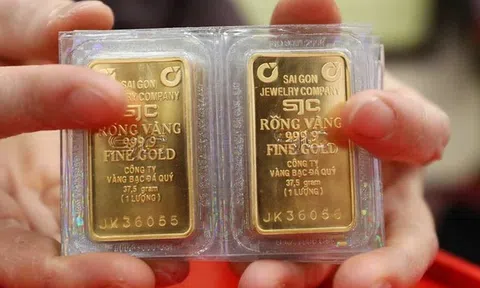 SAI GON
JEWELRY COMPANY
SJC
RỒNG VÀNG
999.9
FINE GOLD
CÔNG TY
VÀNG BẠC ĐÁ QUÝ
37,5 gram
(1 LƯỢNG)
JK36055
SAI GON
JEWELRY COMPANY
SJC
RỒNG VÀNG
999.9
FINE GOLD
CÔNG TY
VÀNG BẠC ĐÁ QUÝ
37,5 gram
(1 LƯỢNG)
JK36055